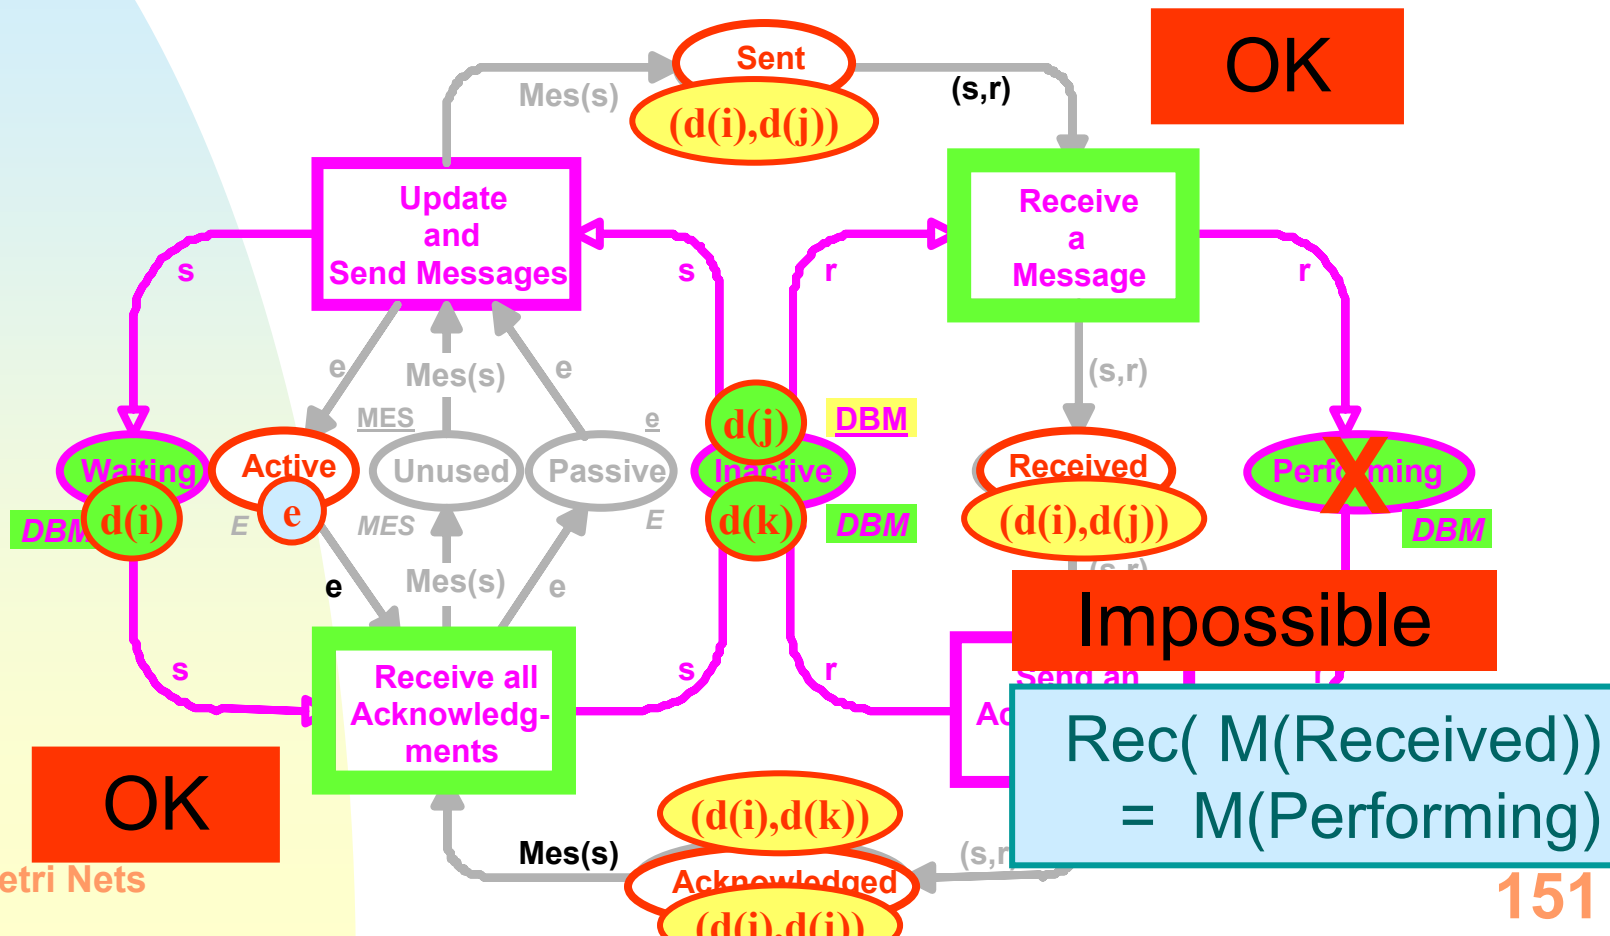 Sent
OK
Mes(s)
(s,r)
(d(i),d(j))
Update
and
Send Messages
Receive
a
Message
s
s
r
r
e
Mes(s)
e
(s,r)
MES
e
d(j)
DBM
Waiting
Active
Unused
Passive
Inactive
Received
Performing
DBM
d(i)
E
e
MES
E
d(k)
DBM
(d(i),d(j))
DBM
e
Mes(s)
e
(s,r)
Impossible
s
Receive all
Acknowledg-
ments
s
r
Send an
r
Rec( M(Received))
= M(Performing)
OK
(d(i),d(k))
Mes(s)
(s,r
Acknowledged
(d(i),d(j))
etri Nets
151